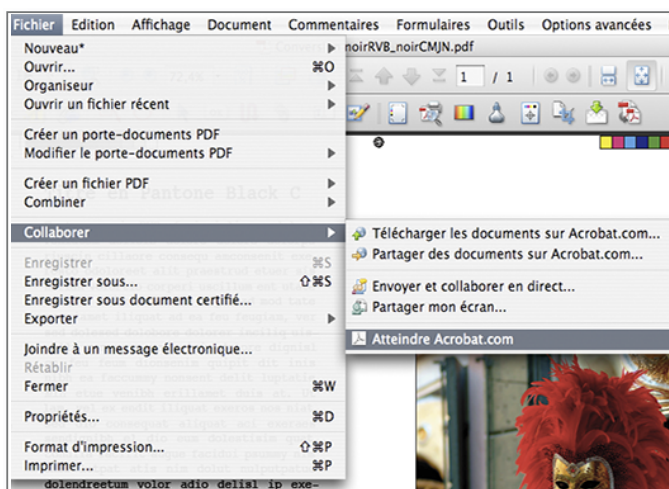 Fichier Edition Affichage Document Commentaires Formulaires Outils Options avancées
noirRVB_noirCMJN.pdf
Nouveau*
Ouvrir... ⌘O
Organiseur
Ouvrir un fichier récent
1 / 1
Créer un porte-documents PDF
Modifier le porte-documents PDF
Créer un fichier PDF
Combiner
en Pantone Black C
Collaborer
Télécharger les documents sur Acrobat.com...
Partager des documents sur Acrobat.com...
Envoyer et collaborer en direct...
Partager mon écran...
Atteindre Acrobat.com
Enregistrer ⌘S
Enregistrer sous... ⇧⌘S
Enregistrer sous document certifié...
Exporter
Joindre à un message électronique...
Rétablir
Fermer ⌘W
Propriétés... ⌘D
Format d'impression... ⇧⌘P
Imprimer... ⌘P
dolendreetum volor adio delisl ip exe-